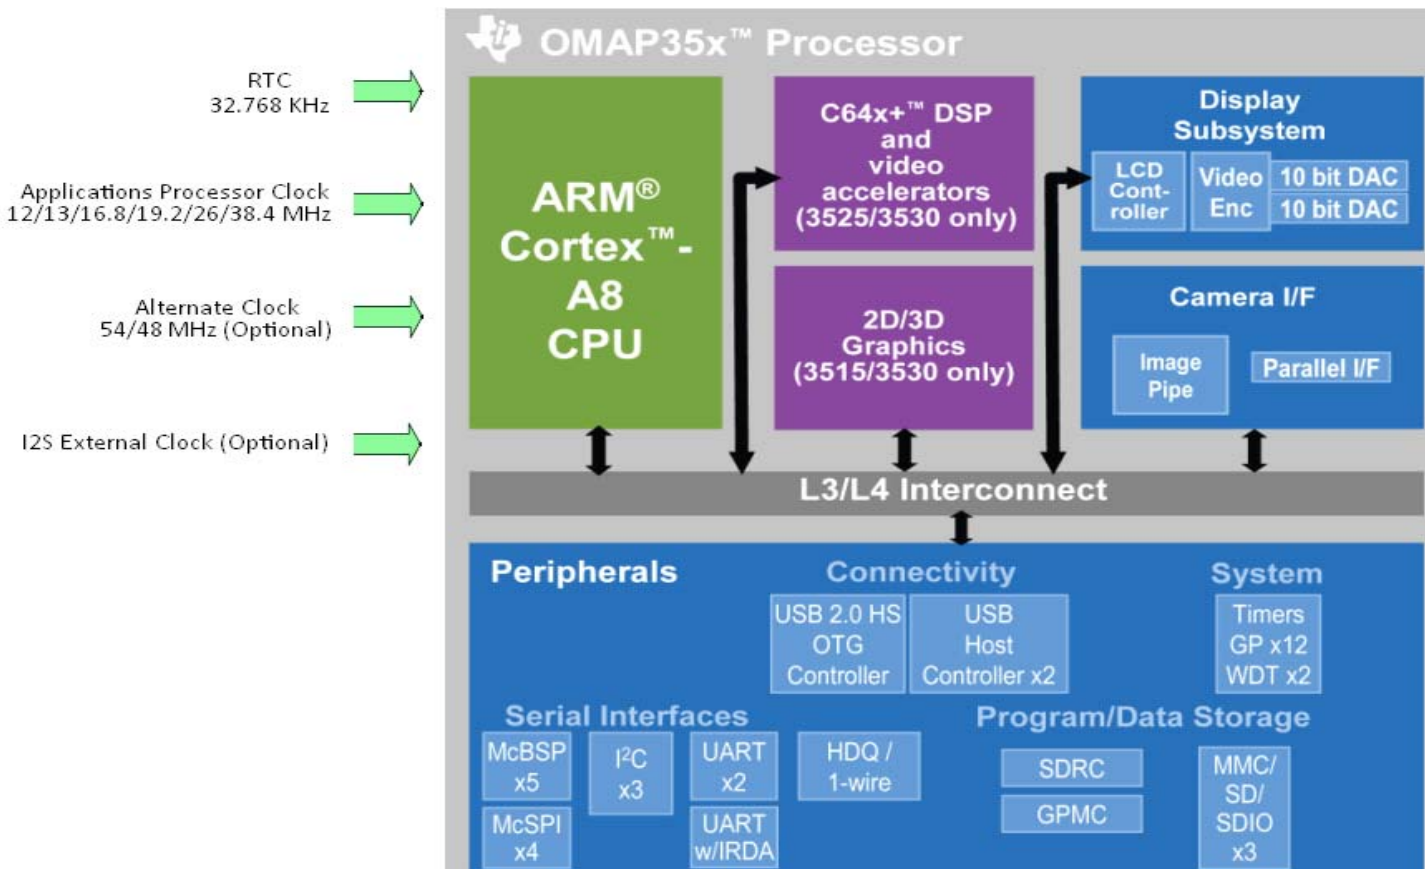 OMAP35x™ Processor
RTC
32.768 KHz
Applications Processor Clock
12/13/16.8/19.2/26/38.4 MHz
Alternate Clock
54/48 MHz (Optional)
I2S External Clock (Optional)
ARM®
Cortex™-
A8
CPU
C64x+™ DSP
and
video
accelerators
(3525/3530 only)
2D/3D
Graphics
(3515/3530 only)
Display
Subsystem
LCD
Cont-
roller
Video
Enc
10 bit DAC
10 bit DAC
Camera I/F
Image
Pipe
Parallel I/F
L3/L4 Interconnect
Peripherals
Connectivity
USB 2.0 HS
OTG
Controller
USB
Host
Controller x2
System
Timers
GP x12
WDT x2
Serial Interfaces
McBSP
x5
I²C
x3
UART
x2
HDQ /
1-wire
McSPI
x4
UART
w/IRDA
Program/Data Storage
SDRC
GPMC
MMC/
SD/
SDIO
x3